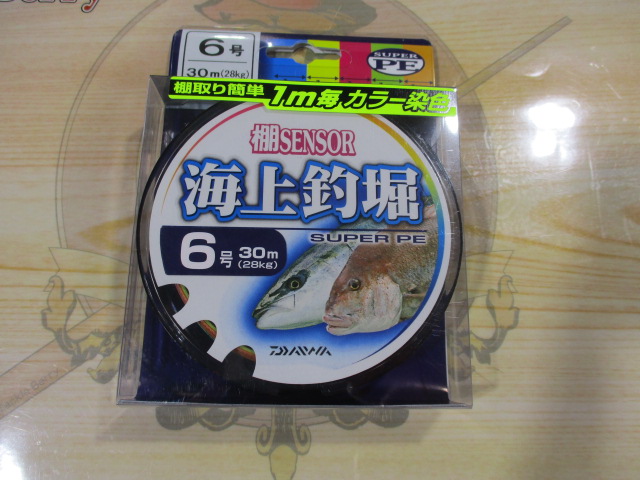 6号
30m(28kg)
SUPER
PE
棚取り簡単 1m毎カラー染色
棚SENSOR
海上釣堀
SUPER PE
6号 30m
(28kg)
DAIWA